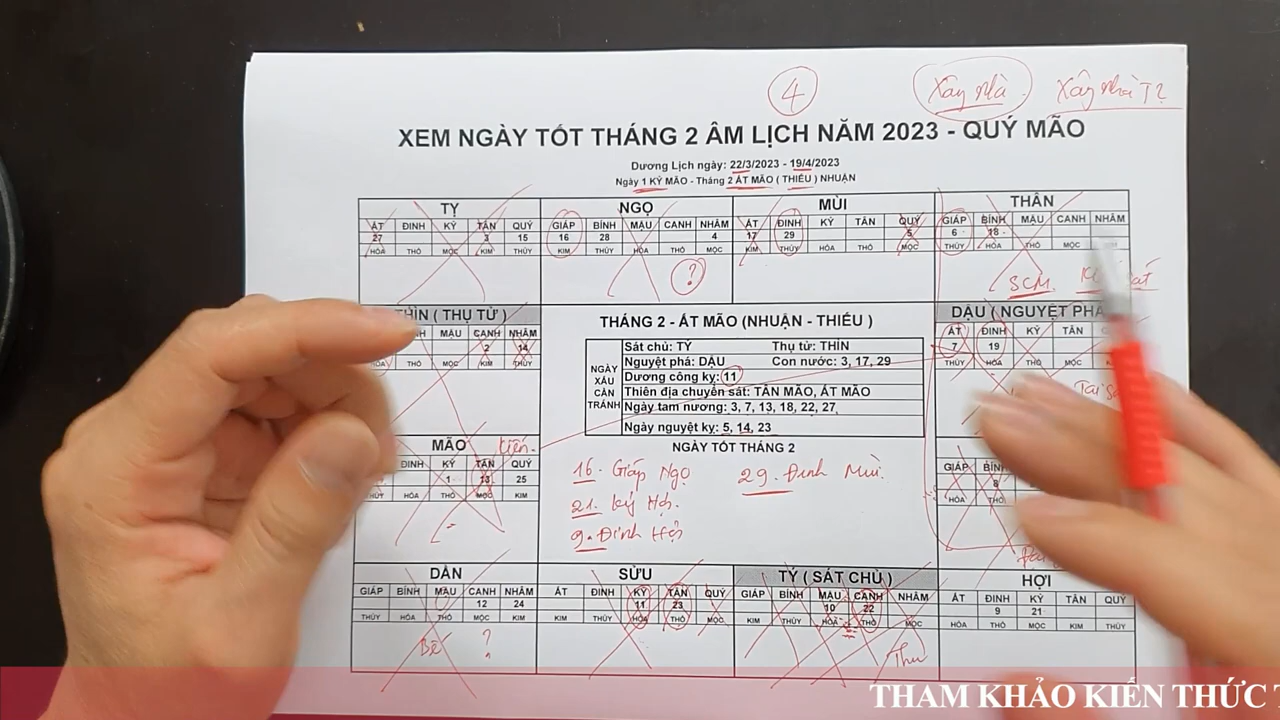 4 Xây nhà Xây nhà T2
XEM NGÀY TỐT THÁNG 2 ÂM LỊCH NĂM 2023 - QUÝ MÃO
Dương Lịch ngày: 22/3/2023 - 19/4/2023
Ngày 1 KỶ MÃO - Tháng 2 ẤT MÃO ( THIẾU ) NHUẬN
TỴ NGỌ MÙI THÂN
ẤT ĐINH KỶ TÂN QUÝ GIÁP BÍNH MẬU CANH NHÂM ẤT ĐINH KỶ TÂN QUÝ GIÁP BÍNH MẬU CANH NHÂM
27 3 15 16 28 4 17 29 5 6 18
HỎA THỔ MỘC KIM THỦY KIM THỦY HỎA THỔ MỘC KIM THỦY HỎA THỔ MỘC THỦY HỎA THỔ MỘC
?
SCM
THÌN ( THỤ TỬ ) THÁNG 2 - ẤT MÃO (NHUẬN - THIẾU ) DẬU ( NGUYỆT PHÁ
MẬU CANH NHÂM ẤT ĐINH KỶ TÂN
2 14 7 19
THỔ MỘC KIM THỦY THỦY HỎA THỔ MỘC
NGÀY XẤU CẦN TRÁNH
Sát chủ: TÝ Thụ tử: THÌN
Nguyệt phá: DẬU Con nước: 3, 17, 29
Dương công kỵ: 11
Thiên địa chuyển sát: TÂN MÃO, ẤT MÃO
Ngày tam nương: 3, 7, 13, 18, 22, 27
Ngày nguyệt kỵ: 5, 14, 23
MÃO NGÀY TỐT THÁNG 2
ĐINH KỶ TÂN QUÝ GIÁP BÍNH
1 13 25 8
THỦY HỎA THỔ MỘC KIM HỎA THỔ
16. Giáp Ngọ 29. Đinh Mùi
21. Kỷ Hợi
9. Đinh Hợi
DẦN SỬU TÝ ( SÁT CHỦ ) HỢI
GIÁP BÍNH MẬU CANH NHÂM ẤT ĐINH KỶ TÂN QUÝ GIÁP BÍNH MẬU CANH NHÂM ẤT ĐINH KỶ TÂN QUÝ
12 24 11 23 10 22 9 21
THỦY HỎA THỔ MỘC KIM KIM THỦY HỎA THỔ MỘC KIM THỦY HỎA THỔ MỘC HỎA THỔ MỘC KIM THỦY
Bế ? Thu
THAM KHẢO KIẾN THỨC T